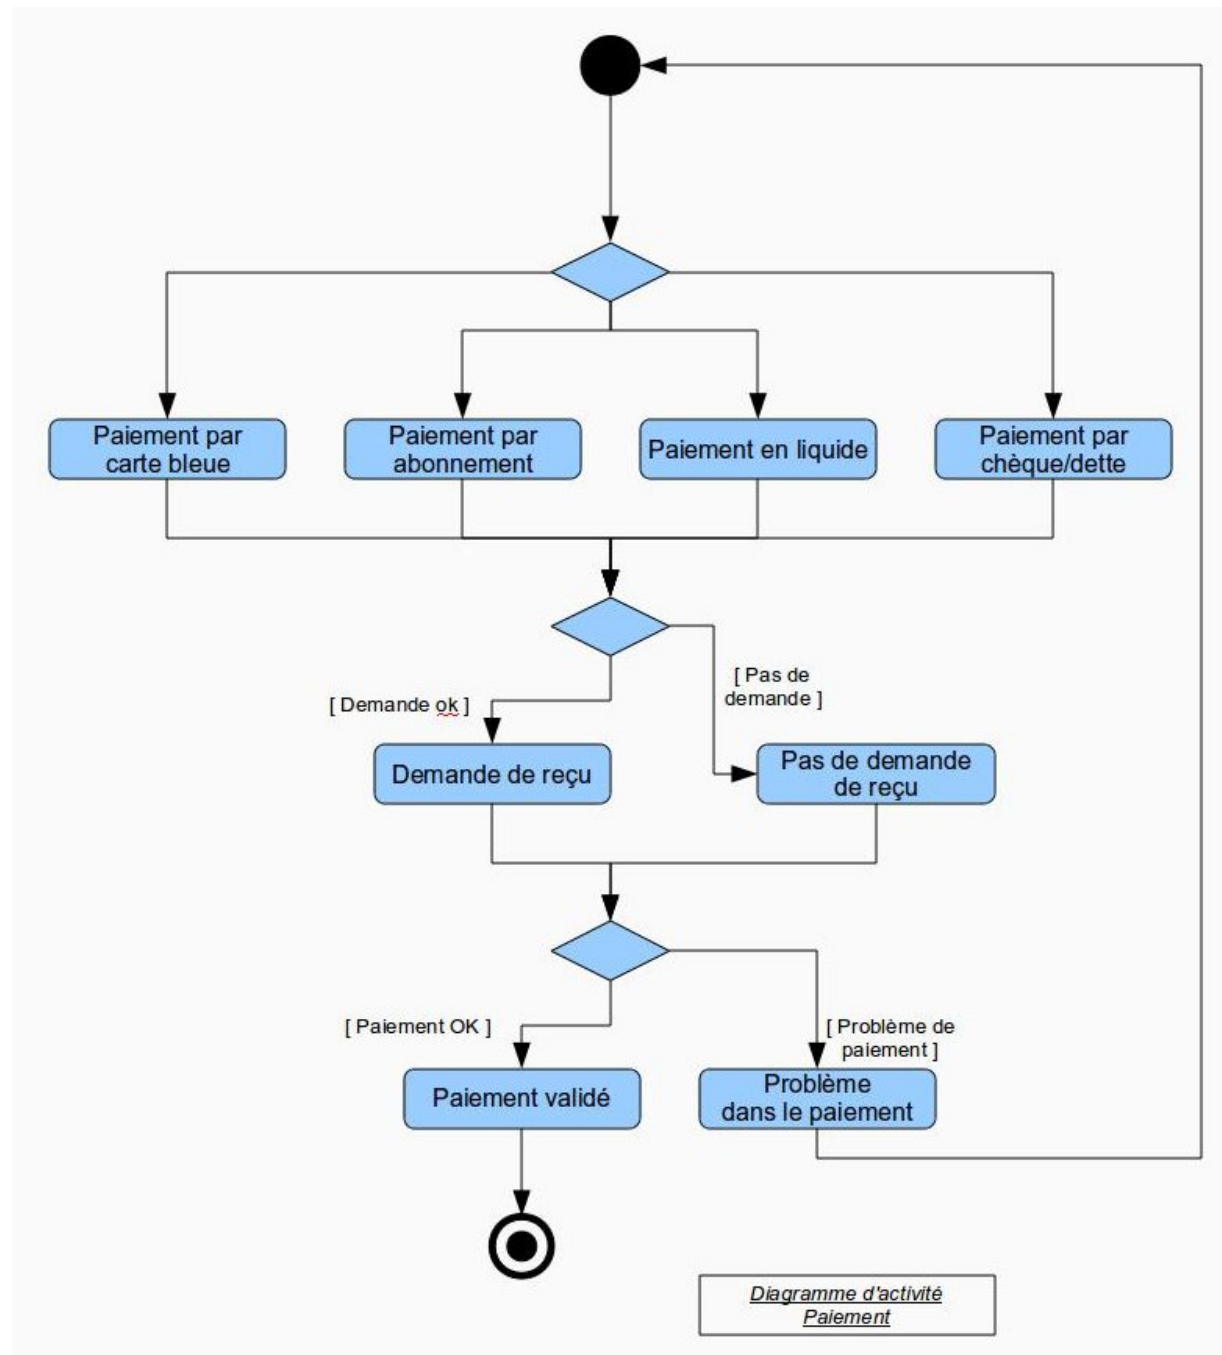 Paiement par
carte bleue
Paiement par
abonnement
Paiement en liquide
Paiement par
chèque/dette
[ Demande ok ]
[ Pas de
demande ]
Demande de reçu
Pas de demande
de reçu
[ Paiement OK ]
[ Problème de
paiement ]
Paiement validé
Problème
dans le paiement
Diagramme d'activité
Paiement